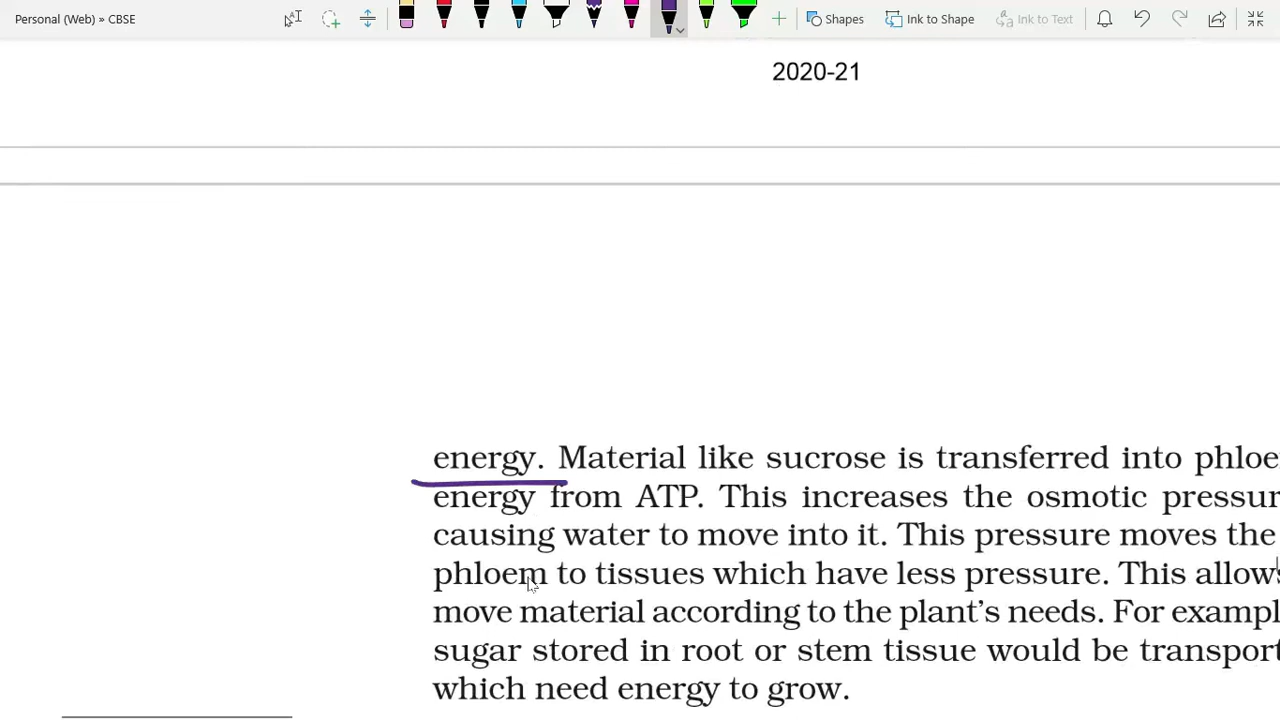 Personal (Web) » CBSE
Shapes
Ink to Shape
Ink to Text
2020-21
energy. Material like sucrose is transferred into phloe
energy from ATP. This increases the osmotic pressur
causing water to move into it. This pressure moves the
phloem to tissues which have less pressure. This allows
move material according to the plant's needs. For exampl
sugar stored in root or stem tissue would be transport
which need energy to grow.